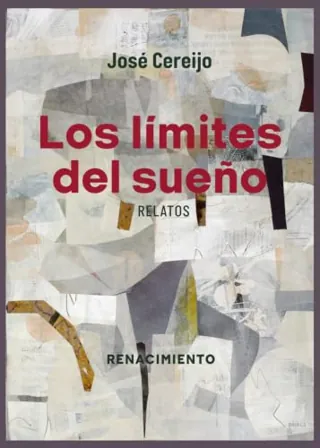 José Cereijo
Los límites
del sueño
RELATOS
RENACIMIENTO